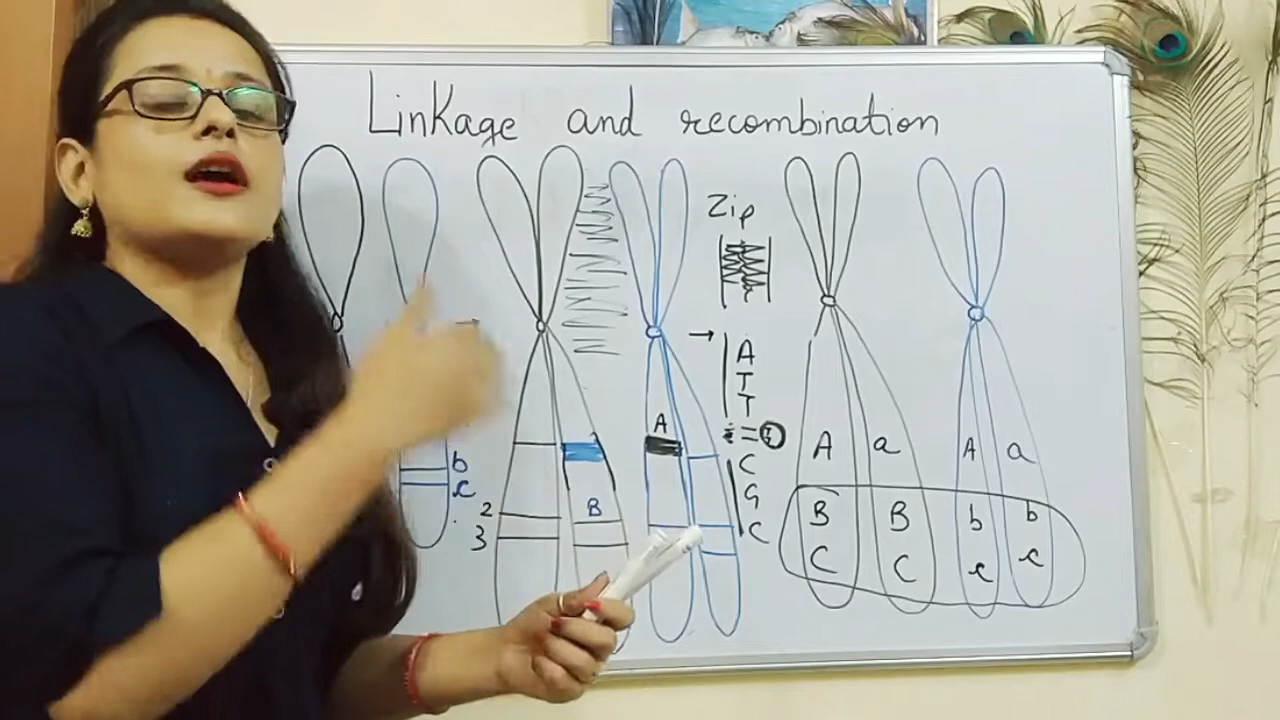 Linkage and recombination
Zip
A
T
T
C
G
C
b
c
2
3
B
A
A a A a
B B b b
C C c c